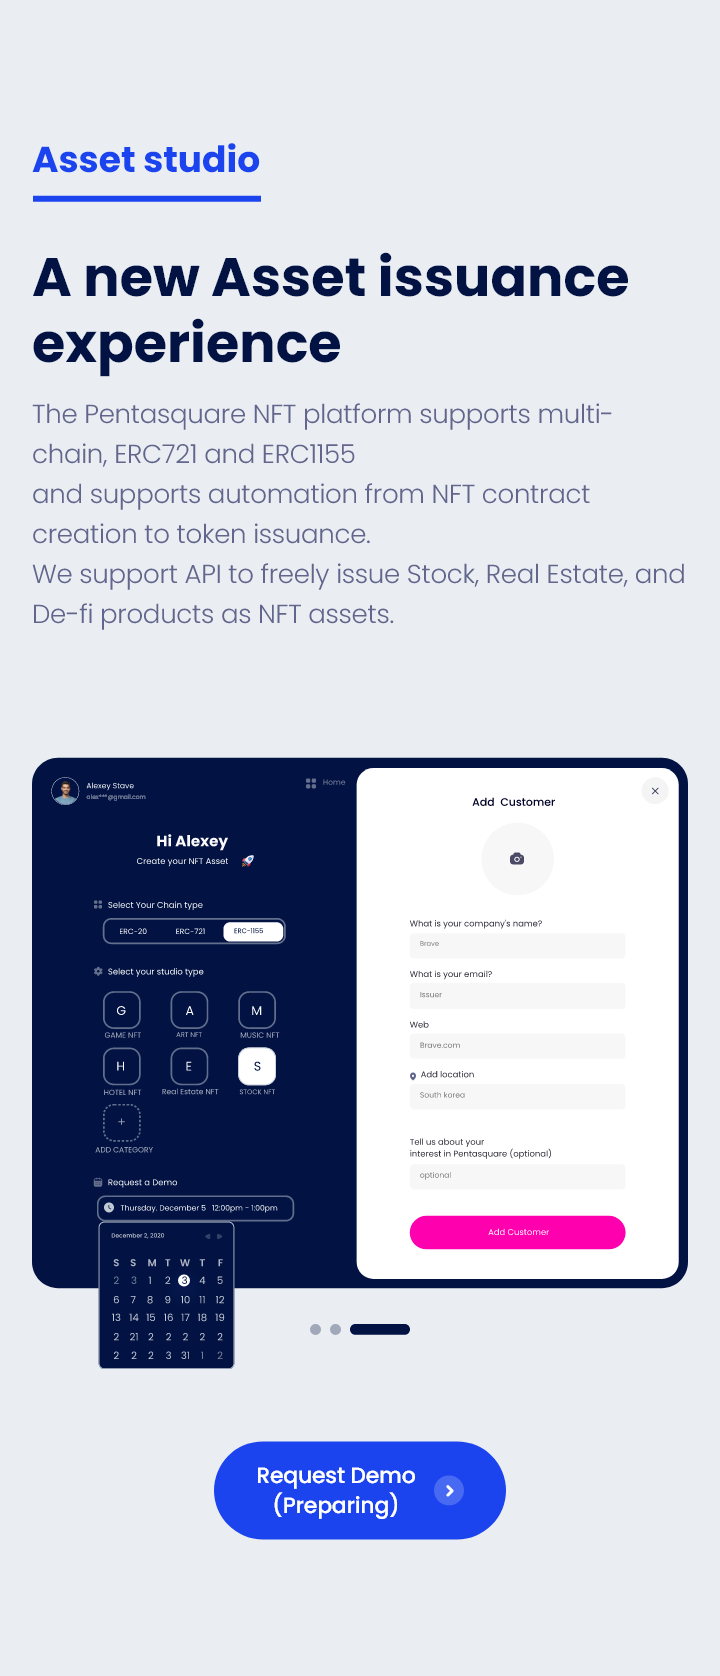 Asset studio
A new Asset issuance
experience
The Pentasquare NFT platform supports multi-
chain, ERC721 and ERC1155
and supports automation from NFT contract
creation to token issuance.
We support API to freely issue Stock, Real Estate, and
De-fi products as NFT assets.
Alexey Stave
alex***@gmail.com
Home
Hi Alexey
Create your NFT Asset
Select Your Chain type
ERC-20 ERC-721 ERC-1155
Select your studio type
G A M
GAME NFT ART NFT MUSIC NFT
H E S
HOTEL NFT Real Estate NFT STOCK NFT
+
ADD CATEGORY
Request a Demo
Thursday, December 5 12:00pm - 1:00pm
December 2, 2020
S S M T W T F
2 3 1 2 3 4 5
6 7 8 9 10 11 12
13 14 15 16 17 18 19
2 21 2 2 2 2 2
2 2 2 3 31 1 2
Add Customer
What is your company's name?
Brave
What is your email?
Issuer
Web
Brave.com
Add location
South korea
Tell us about your
interest in Pentasquare (optional)
optional
Add Customer
Request Demo
(Preparing)